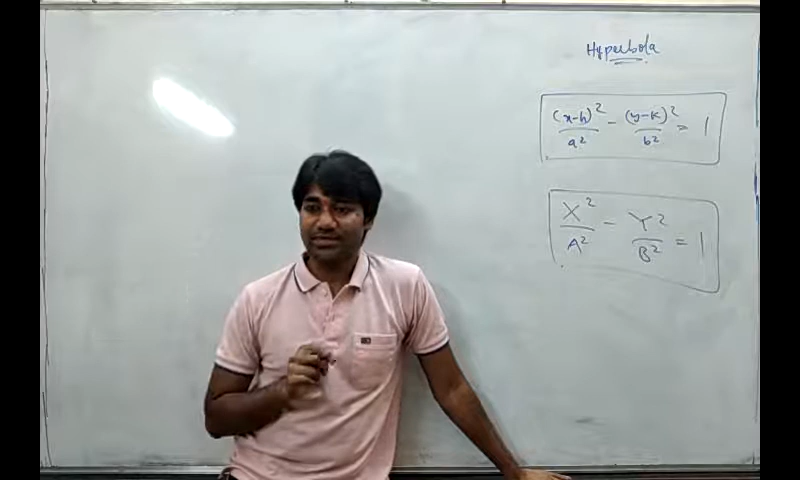 Hyperbola
(x-h)²/a² - (y-k)²/b² = 1
X²/A² - Y²/B² = 1